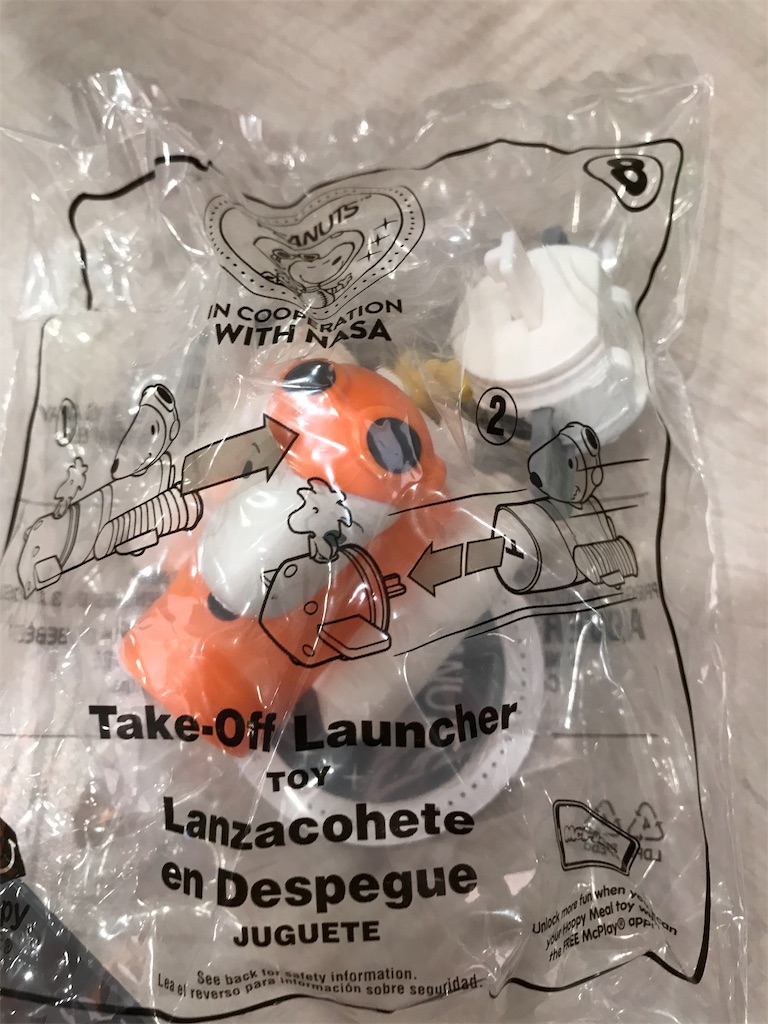 8
PEANUTS
IN COOPERATION
WITH NASA
1
2
Take-Off Launcher
TOY
Lanzacohete
en Despegue
JUGUETE
See back for safety information.
Lea el reverso para información sobre seguridad.
Unlock more fun when you scan
your Happy Meal toy with
the FREE McPlay® app!